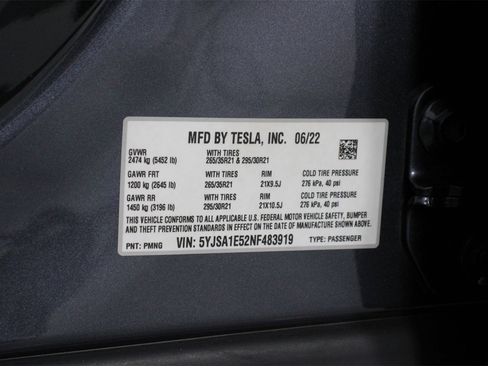 MFD BY TESLA, INC. 06/22
GVWR WITH TIRES
2474 kg (5452 lb) 265/35R21 & 295/30R21
GAWR FRT WITH TIRES RIM COLD TIRE PRESSURE
1200 kg (2645 lb) 265/35R21 21X9.5J 276 kPa, 40 psi
GAWR RR WITH TIRES RIM COLD TIRE PRESSURE
1450 kg (3196 lb) 295/30R21 21X10.5J 276 kPa, 40 psi
THIS VEHICLE CONFORMS TO ALL APPLICABLE U.S. FEDERAL MOTOR VEHICLE SAFETY, BUMPER
AND THEFT PREVENTION STANDARDS IN EFFECT ON THE DATE OF MANUFACTURE SHOWN ABOVE.
PNT: PMNG VIN: 5YJSA1E52NF483919 TYPE: PASSENGER